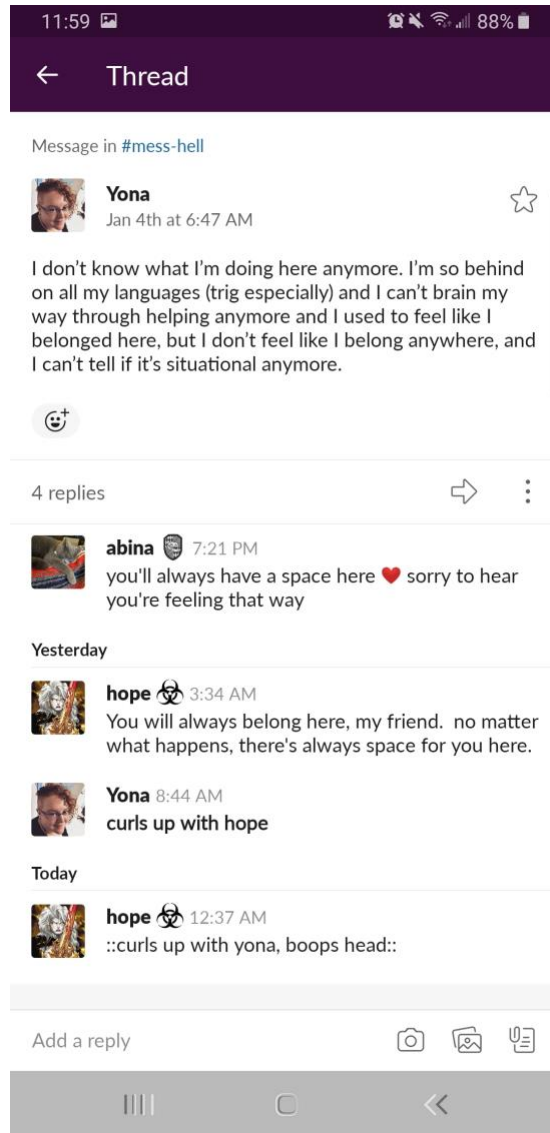 11:59 88%
Thread
Message in #mess-hell
Yona
Jan 4th at 6:47 AM
I don't know what I'm doing here anymore. I'm so behind
on all my languages (trig especially) and I can't brain my
way through helping anymore and I used to feel like I
belonged here, but I don't feel like I belong anywhere, and
I can't tell if it's situational anymore.
4 replies
abina 7:21 PM
you'll always have a space here ❤️ sorry to hear
you're feeling that way
Yesterday
hope ☣ 3:34 AM
You will always belong here, my friend.  no matter
what happens, there's always space for you here.
Yona 8:44 AM
curls up with hope
Today
hope ☣ 12:37 AM
::curls up with yona, boops head::
Add a reply